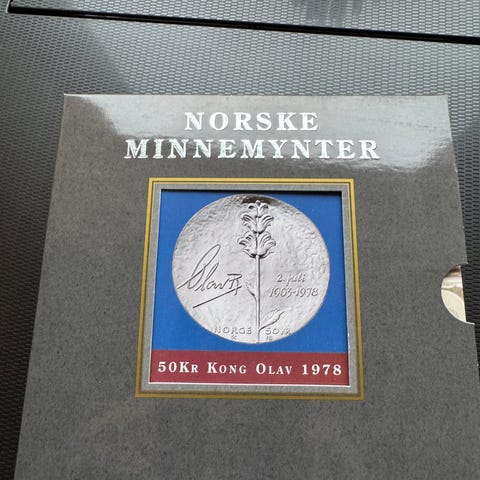 NORSKE
MINNEMYNTER
Olav R
2. juli
1903-1978
NORGE 50 KR
50KR KONG OLAV 1978